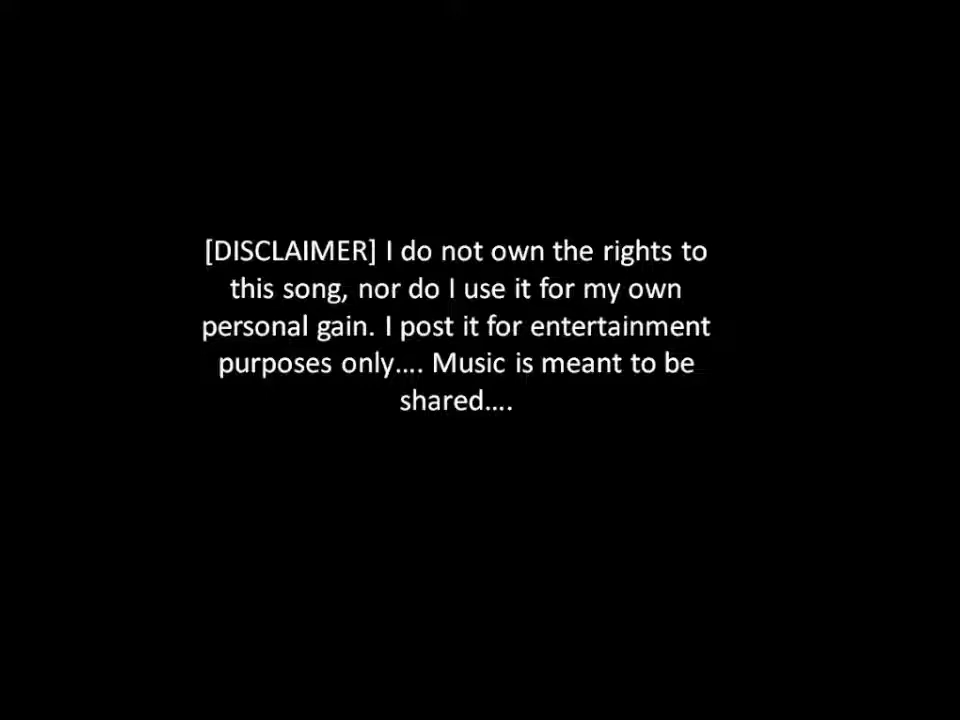 [DISCLAIMER] I do not own the rights to
this song, nor do I use it for my own
personal gain. I post it for entertainment
purposes only.... Music is meant to be
shared....